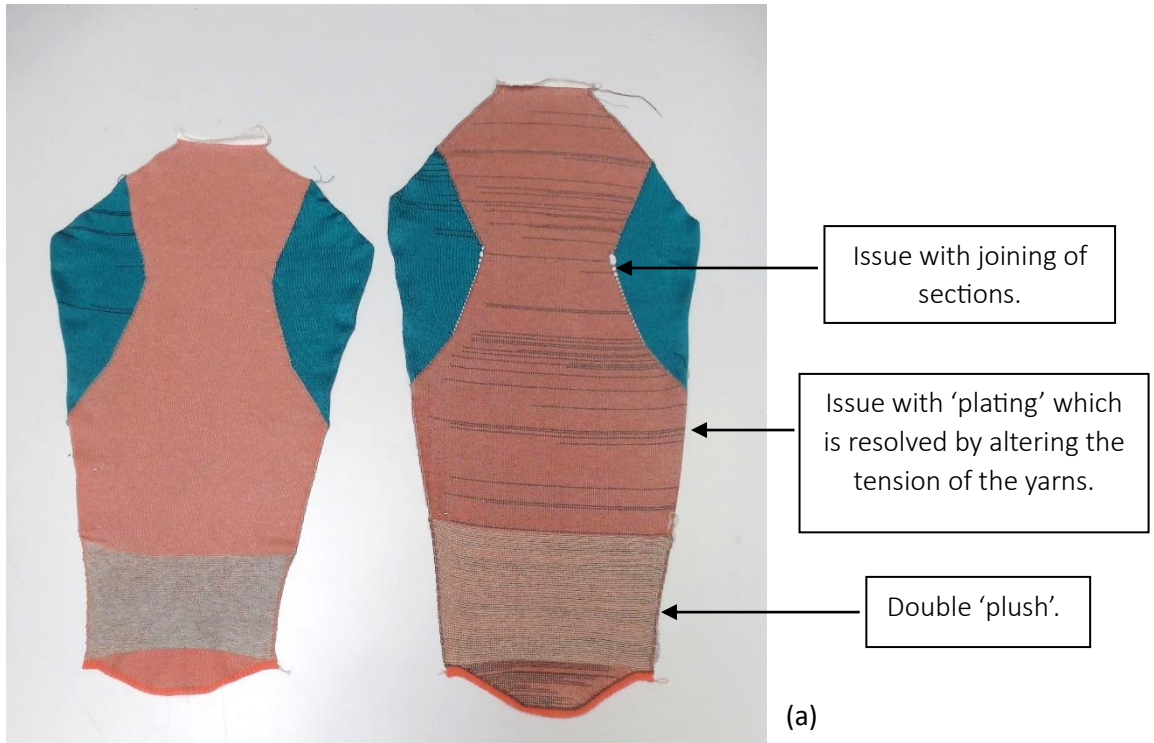 Issue with joining of
sections.
Issue with ‘plating’ which
is resolved by altering the
tension of the yarns.
Double ‘plush’.
(a)